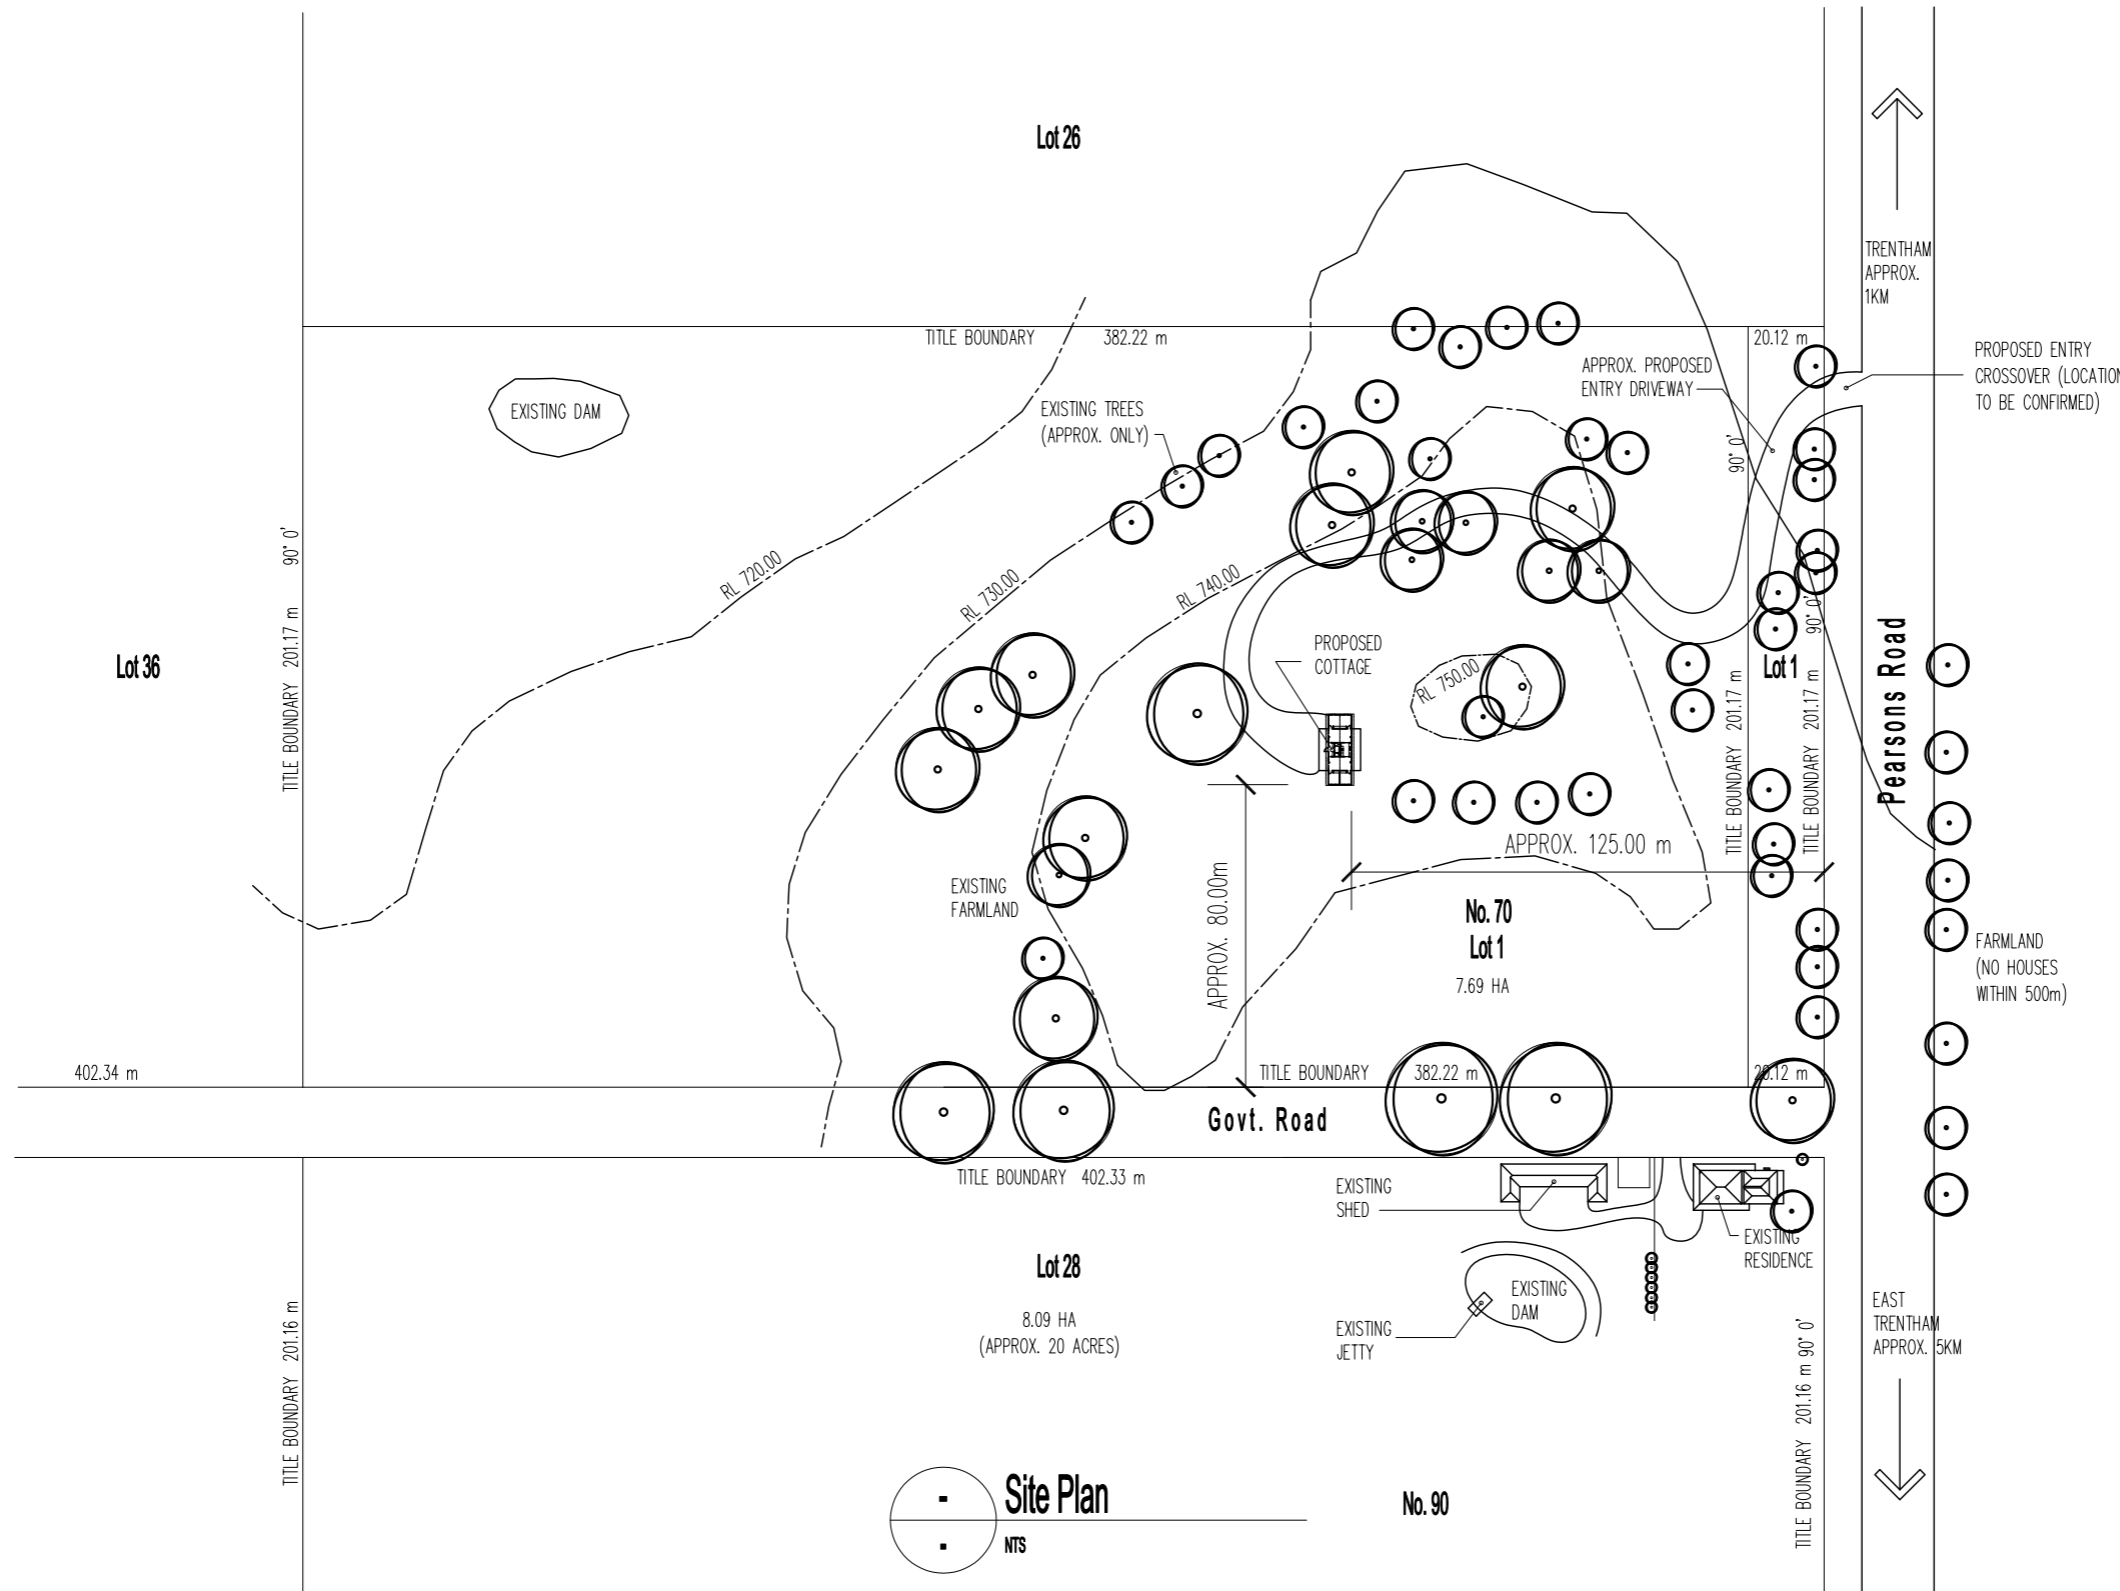 Lot 26
TRENTHAM
APPROX.
1KM
TITLE BOUNDARY 382.22 m
20.12 m
PROPOSED ENTRY
CROSSOVER (LOCATION
TO BE CONFIRMED)
APPROX. PROPOSED
ENTRY DRIVEWAY
EXISTING DAM
EXISTING TREES
(APPROX. ONLY)
90° 0'
TITLE BOUNDARY 201.17 m 90° 0'
RL 720.00
RL 730.00
RL 740.00
90° 0'
PROPOSED
COTTAGE
RL 750.00
Lot 36
Lot 1
Pearsons Road
TITLE BOUNDARY 201.17 m
TITLE BOUNDARY 201.17 m
APPROX. 125.00 m
APPROX. 80.00m
EXISTING
FARMLAND
No. 70
Lot 1
7.69 HA
FARMLAND
(NO HOUSES
WITHIN 500m)
402.34 m
TITLE BOUNDARY 382.22 m
20.12 m
Govt. Road
TITLE BOUNDARY 402.33 m
EXISTING
SHED
EXISTING
RESIDENCE
Lot 28
8.09 HA
(APPROX. 20 ACRES)
EXISTING
DAM
EXISTING
JETTY
EAST
TRENTHAM
APPROX. 5KM
TITLE BOUNDARY 201.16 m
TITLE BOUNDARY 201.16 m 90° 0'
Site Plan
NTS
No. 90